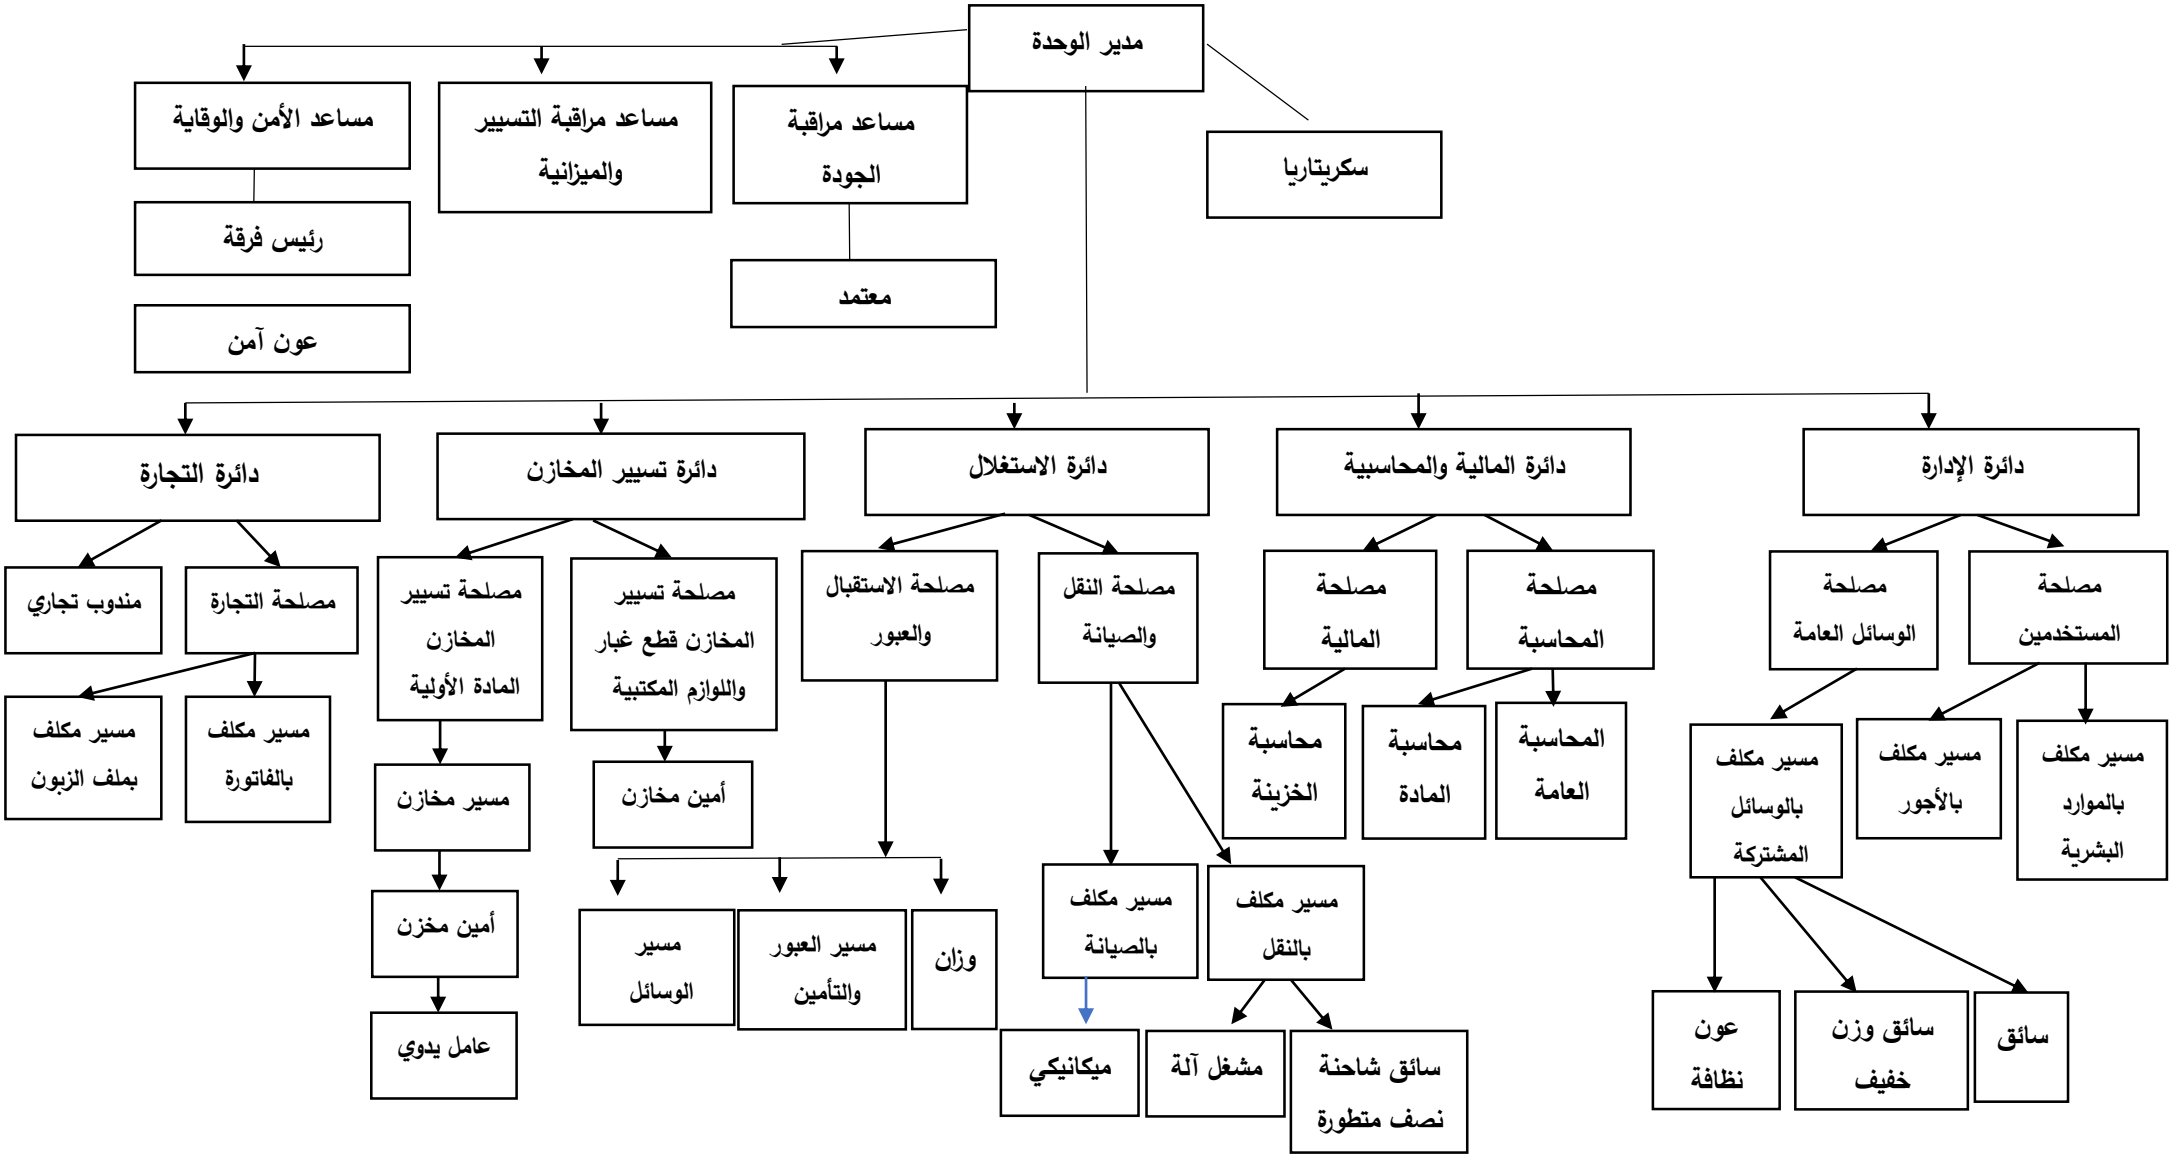 مدير الوحدة
سكريتاريا
مساعد مراقبة
الجودة
مساعد مراقبة التسيير
والميزانية
مساعد الأمن والوقاية
معتمد
رئيس فرقة
عون آمن
دائرة الإدارة
دائرة المالية والمحاسبية
دائرة الاستغلال
دائرة تسيير المخازن
دائرة التجارة
مصلحة
المستخدمين
مصلحة
الوسائل العامة
مصلحة
المحاسبة
مصلحة
المالية
مصلحة النقل
والصيانة
مصلحة الاستقبال
والعبور
مصلحة تسيير
المخازن قطع غبار
واللوازم المكتبية
مصلحة تسيير
المخازن
المادة الأولية
مصلحة التجارة
مندوب تجاري
مسير مكلف
بالموارد
البشرية
مسير مكلف
بالأجور
مسير مكلف
بالوسائل
المشتركة
المحاسبة
العامة
محاسبة
المادة
محاسبة
الخزينة
أمين مخازن
مسير مخازن
مسير مكلف
بالفاتورة
مسير مكلف
بملف الزبون
مسير مكلف
بالنقل
مسير مكلف
بالصيانة
وزان
مسير العبور
والتأمين
مسير
الوسائل
أمين مخزن
سائق
سائق وزن
خفيف
عون
نظافة
سائق شاحنة
نصف متطورة
مشغل آلة
ميكانيكي
عامل يدوي